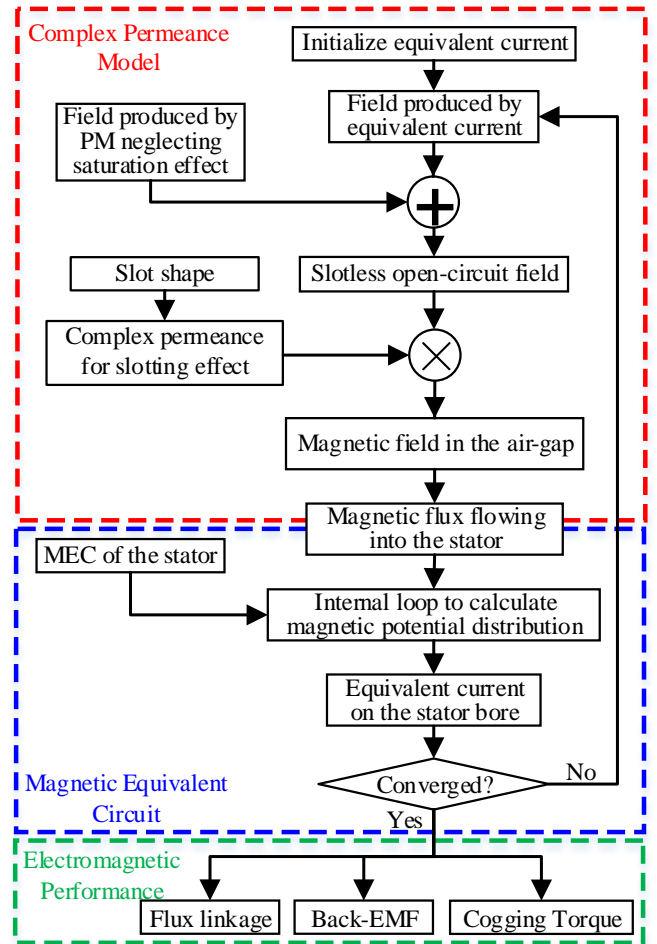 Complex Permeance
Model
Initialize equivalent current
Field produced by
equivalent current
Field produced by
PM neglecting
saturation effect
+
Slotless open-circuit field
Slot shape
Complex permeance
for slotting effect
×
Magnetic field in the air-gap
Magnetic flux flowing
into the stator
MEC of the stator
Internal loop to calculate
magnetic potential distribution
Equivalent current
on the stator bore
Magnetic Equivalent
Circuit
Converged?
No
Yes
Electromagnetic
Performance
Flux linkage
Back-EMF
Cogging Torque